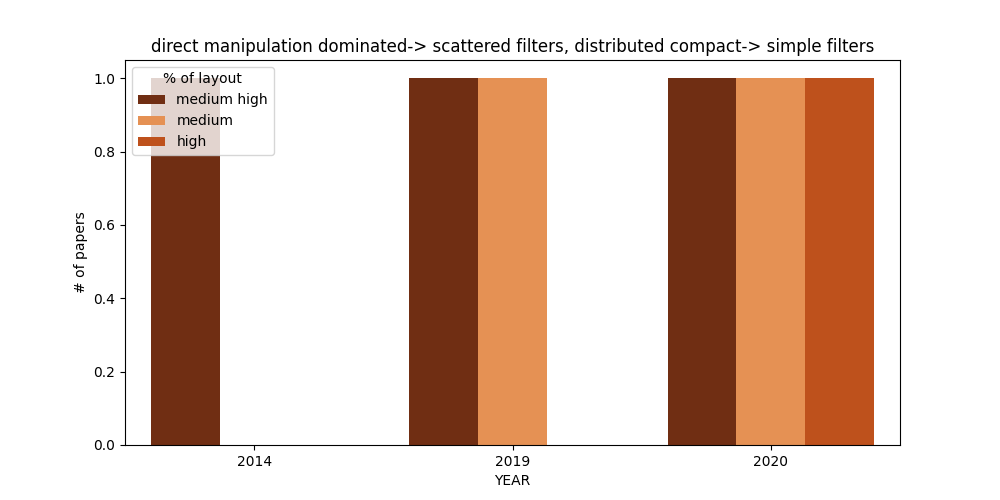 direct manipulation dominated-> scattered filters, distributed compact-> simple filters
% of layout
medium high
medium
high
# of papers
1.0
0.8
0.6
0.4
0.2
0.0
2014 2019 2020
YEAR